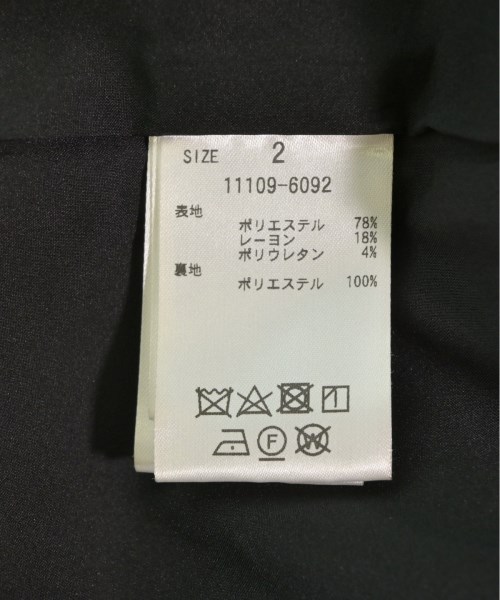 SIZE 2
11109-6092
表地
ポリエステル 78%
レーヨン 18%
ポリウレタン 4%
裏地
ポリエステル 100%
F W